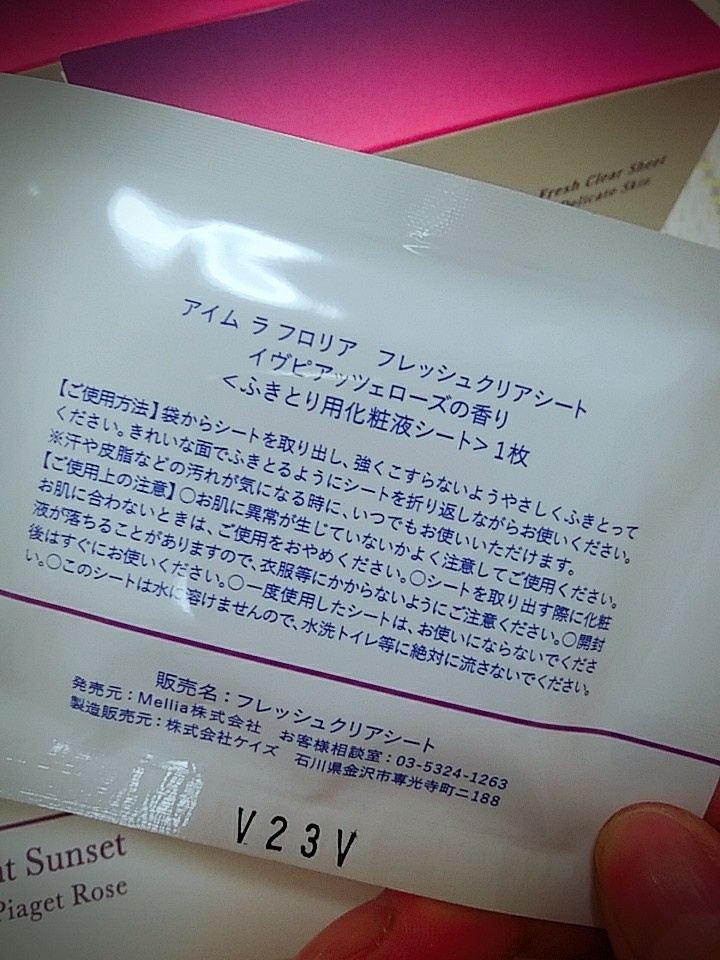 Fresh Clear Sheet
Delicate Skin
アイム ラ フロリア フレッシュクリアシート
イヴピアッツェローズの香り
<ふきとり用化粧液シート>1枚
【ご使用方法】袋からシートを取り出し、強くこすらないようやさしくふきとって
ください。きれいな面でふきとるようにシートを折り返しながらお使いください。
※汗や皮脂などの汚れが気になる時に、いつでもお使いいただけます。
【ご使用上の注意】○お肌に異常が生じていないかよく注意してご使用ください。
お肌に合わないときは、ご使用をおやめください。○シートを取り出す際に化粧
液が落ちることがありますので、衣服等にかからないようにご注意ください。○開封
後はすぐにお使いください。○一度使用したシートは、お使いにならないでくださ
い。○このシートは水に溶けませんので、水洗トイレ等に絶対に流さないでください。
販売名:フレッシュクリアシート
発売元:Mellia株式会社 お客様相談室:03-5324-1263
製造販売元:株式会社ケイズ 石川県金沢市専光寺町ニ188
V23V
nt Sunset
Piaget Rose